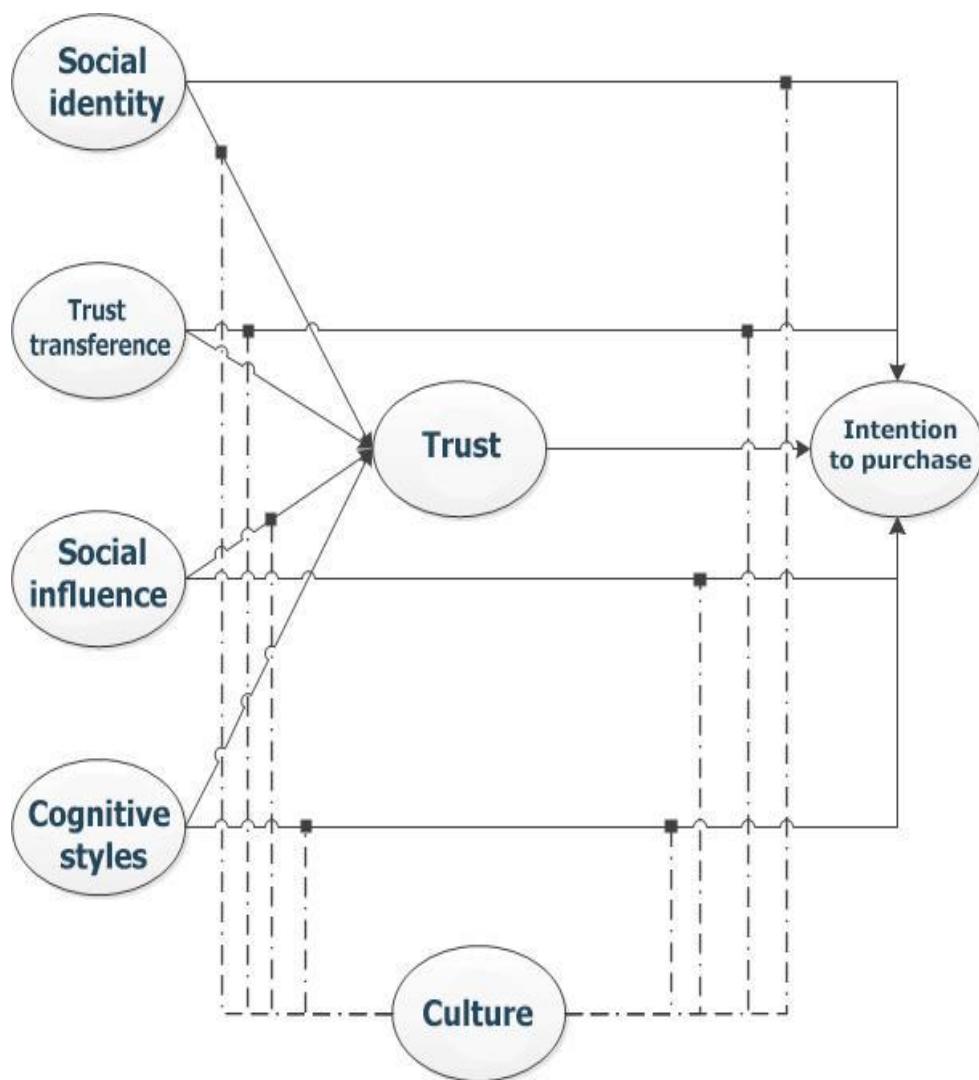 Social
identity
Trust
transference
Trust
Intention
to purchase
Social
influence
Cognitive
styles
Culture